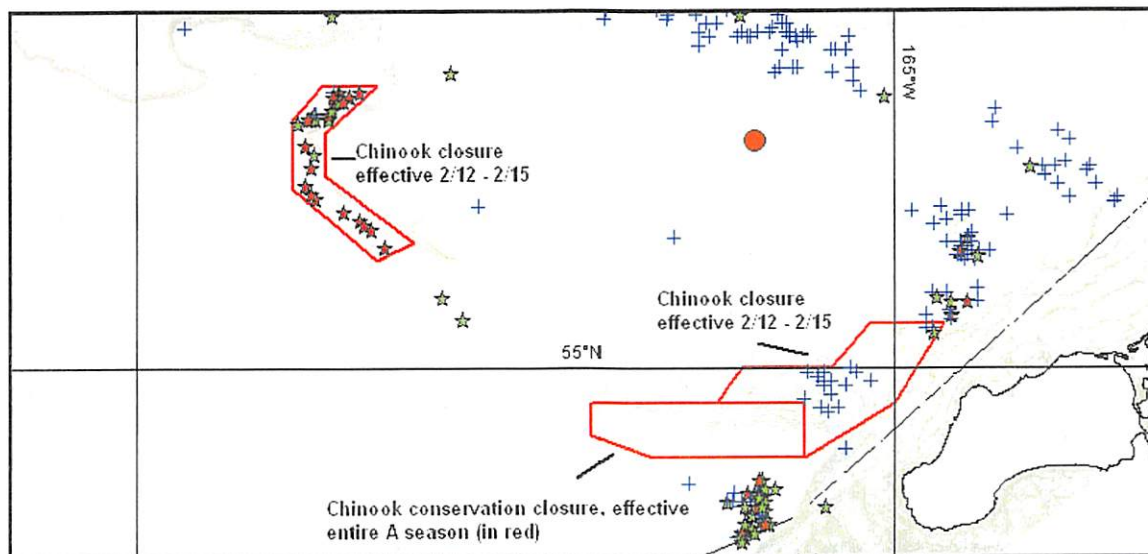 165°W
Chinook closure
effective 2/12 - 2/15
Chinook closure
effective 2/12 - 2/15
55°N
Chinook conservation closure, effective
entire A season (in red)